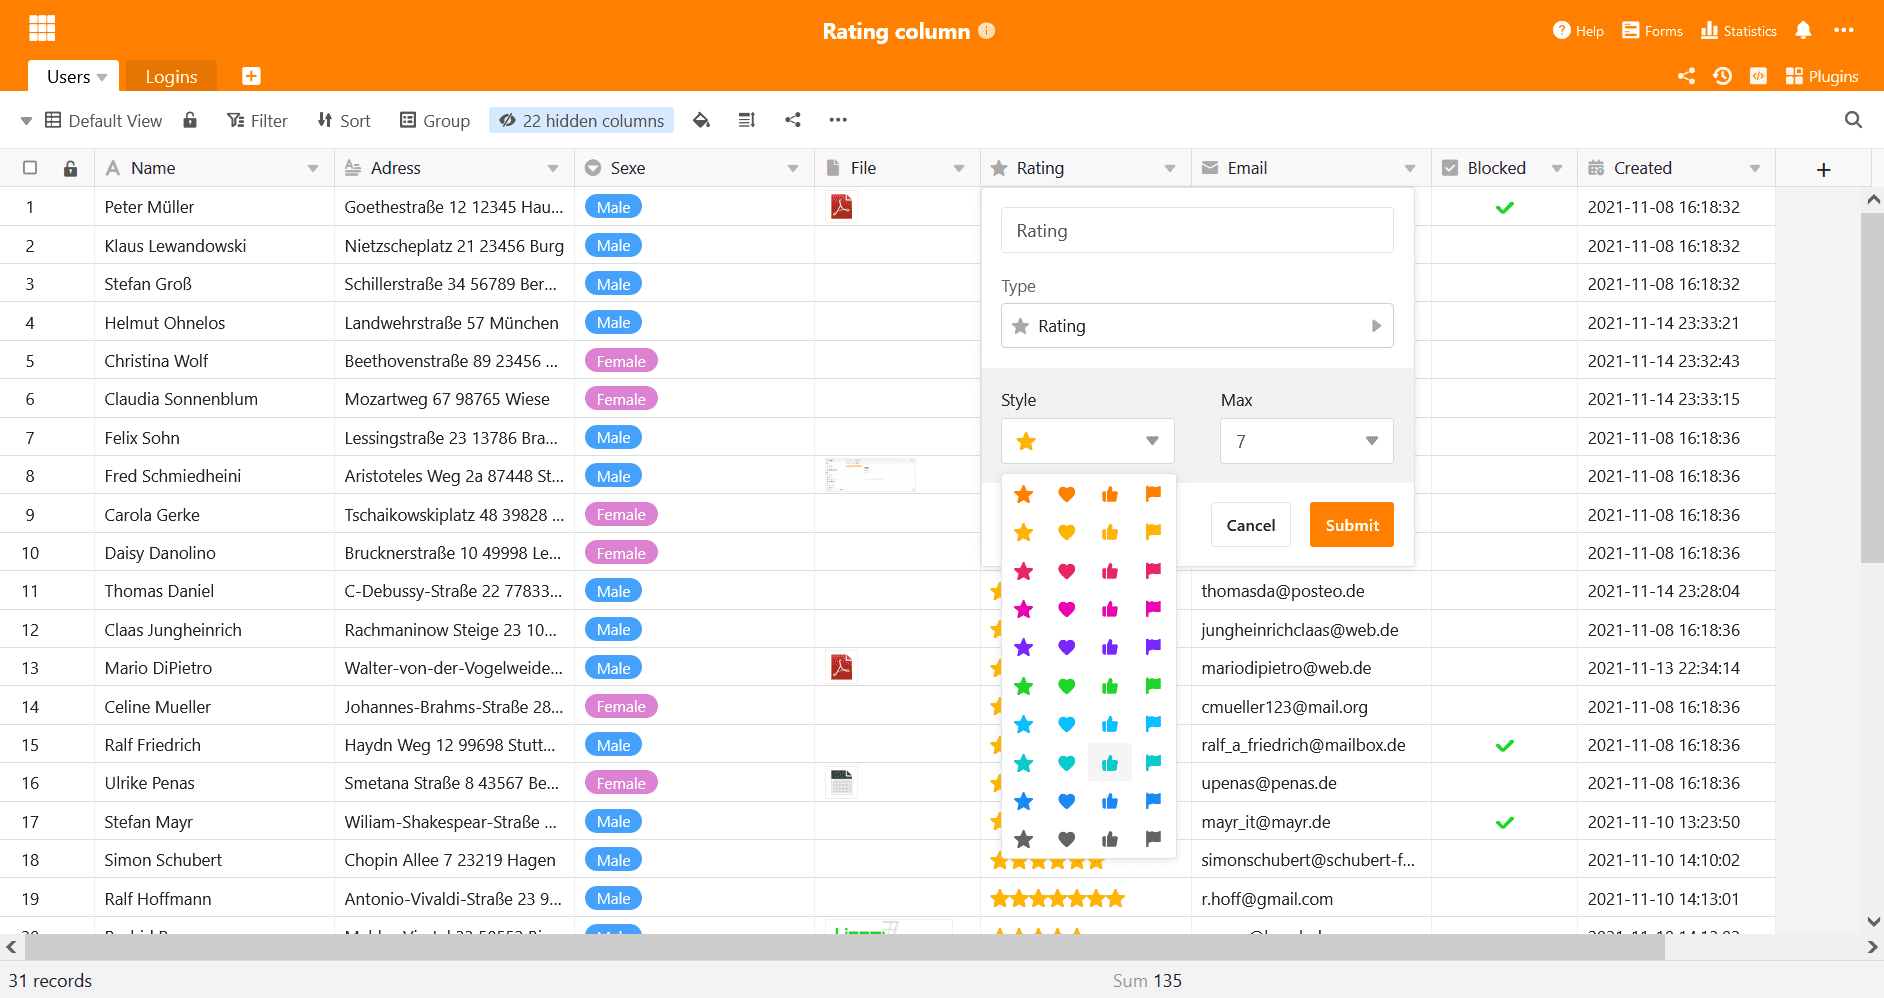 Rating column
Help Forms Statistics
Users Logins
Plugins
Default View Filter Sort Group 22 hidden columns
Name Adress Sexe File Rating Email Blocked Created +
1 Peter Müller Goethestraße 12 12345 Hau... Male 2021-11-08 16:18:32
Rating
2 Klaus Lewandowski Nietzscheplatz 21 23456 Burg Male 2021-11-08 16:18:32
3 Stefan Groß Schillerstraße 34 56789 Ber... Male 2021-11-08 16:18:32
Type
4 Helmut Ohnelos Landwehrstraße 57 München Male 2021-11-14 23:33:21
Rating
5 Christina Wolf Beethovenstraße 89 23456 ... Female 2021-11-14 23:32:43
6 Claudia Sonnenblum Mozartweg 67 98765 Wiese Female 2021-11-14 23:33:15
Style Max
7 Felix Sohn Lessingstraße 23 13786 Bra... Male 2021-11-08 16:18:36
7
8 Fred Schmiedheini Aristoteles Weg 2a 87448 St... Male 2021-11-08 16:18:36
9 Carola Gerke Tschaikowskiplatz 48 39828 ... Female 2021-11-08 16:18:36
Cancel Submit
10 Daisy Danolino Brucknerstraße 10 49998 Le... Female 2021-11-08 16:18:36
11 Thomas Daniel C-Debussy-Straße 22 77833... Male thomasda@posteo.de 2021-11-14 23:28:04
12 Claas Jungheinrich Rachmaninow Steige 23 10... Male jungheinrichclaas@web.de 2021-11-08 16:18:36
13 Mario DiPietro Walter-von-der-Vogelweide... Male mariodipietro@web.de 2021-11-13 22:34:14
14 Celine Mueller Johannes-Brahms-Straße 28... Female cmueller123@mail.org 2021-11-08 16:18:36
15 Ralf Friedrich Haydn Weg 12 99698 Stutt... Male ralf_a_friedrich@mailbox.de 2021-11-08 16:18:36
16 Ulrike Penas Smetana Straße 8 43567 Be... Female upenas@penas.de 2021-11-08 16:18:36
17 Stefan Mayr Wiliam-Shakespear-Straße ... Male mayr_it@mayr.de 2021-11-10 13:23:50
18 Simon Schubert Chopin Allee 7 23219 Hagen Male simonschubert@schubert-f... 2021-11-10 14:10:02
19 Ralf Hoffmann Antonio-Vivaldi-Straße 23 9... Male r.hoff@gmail.com 2021-11-10 14:13:01
31 records Sum 135